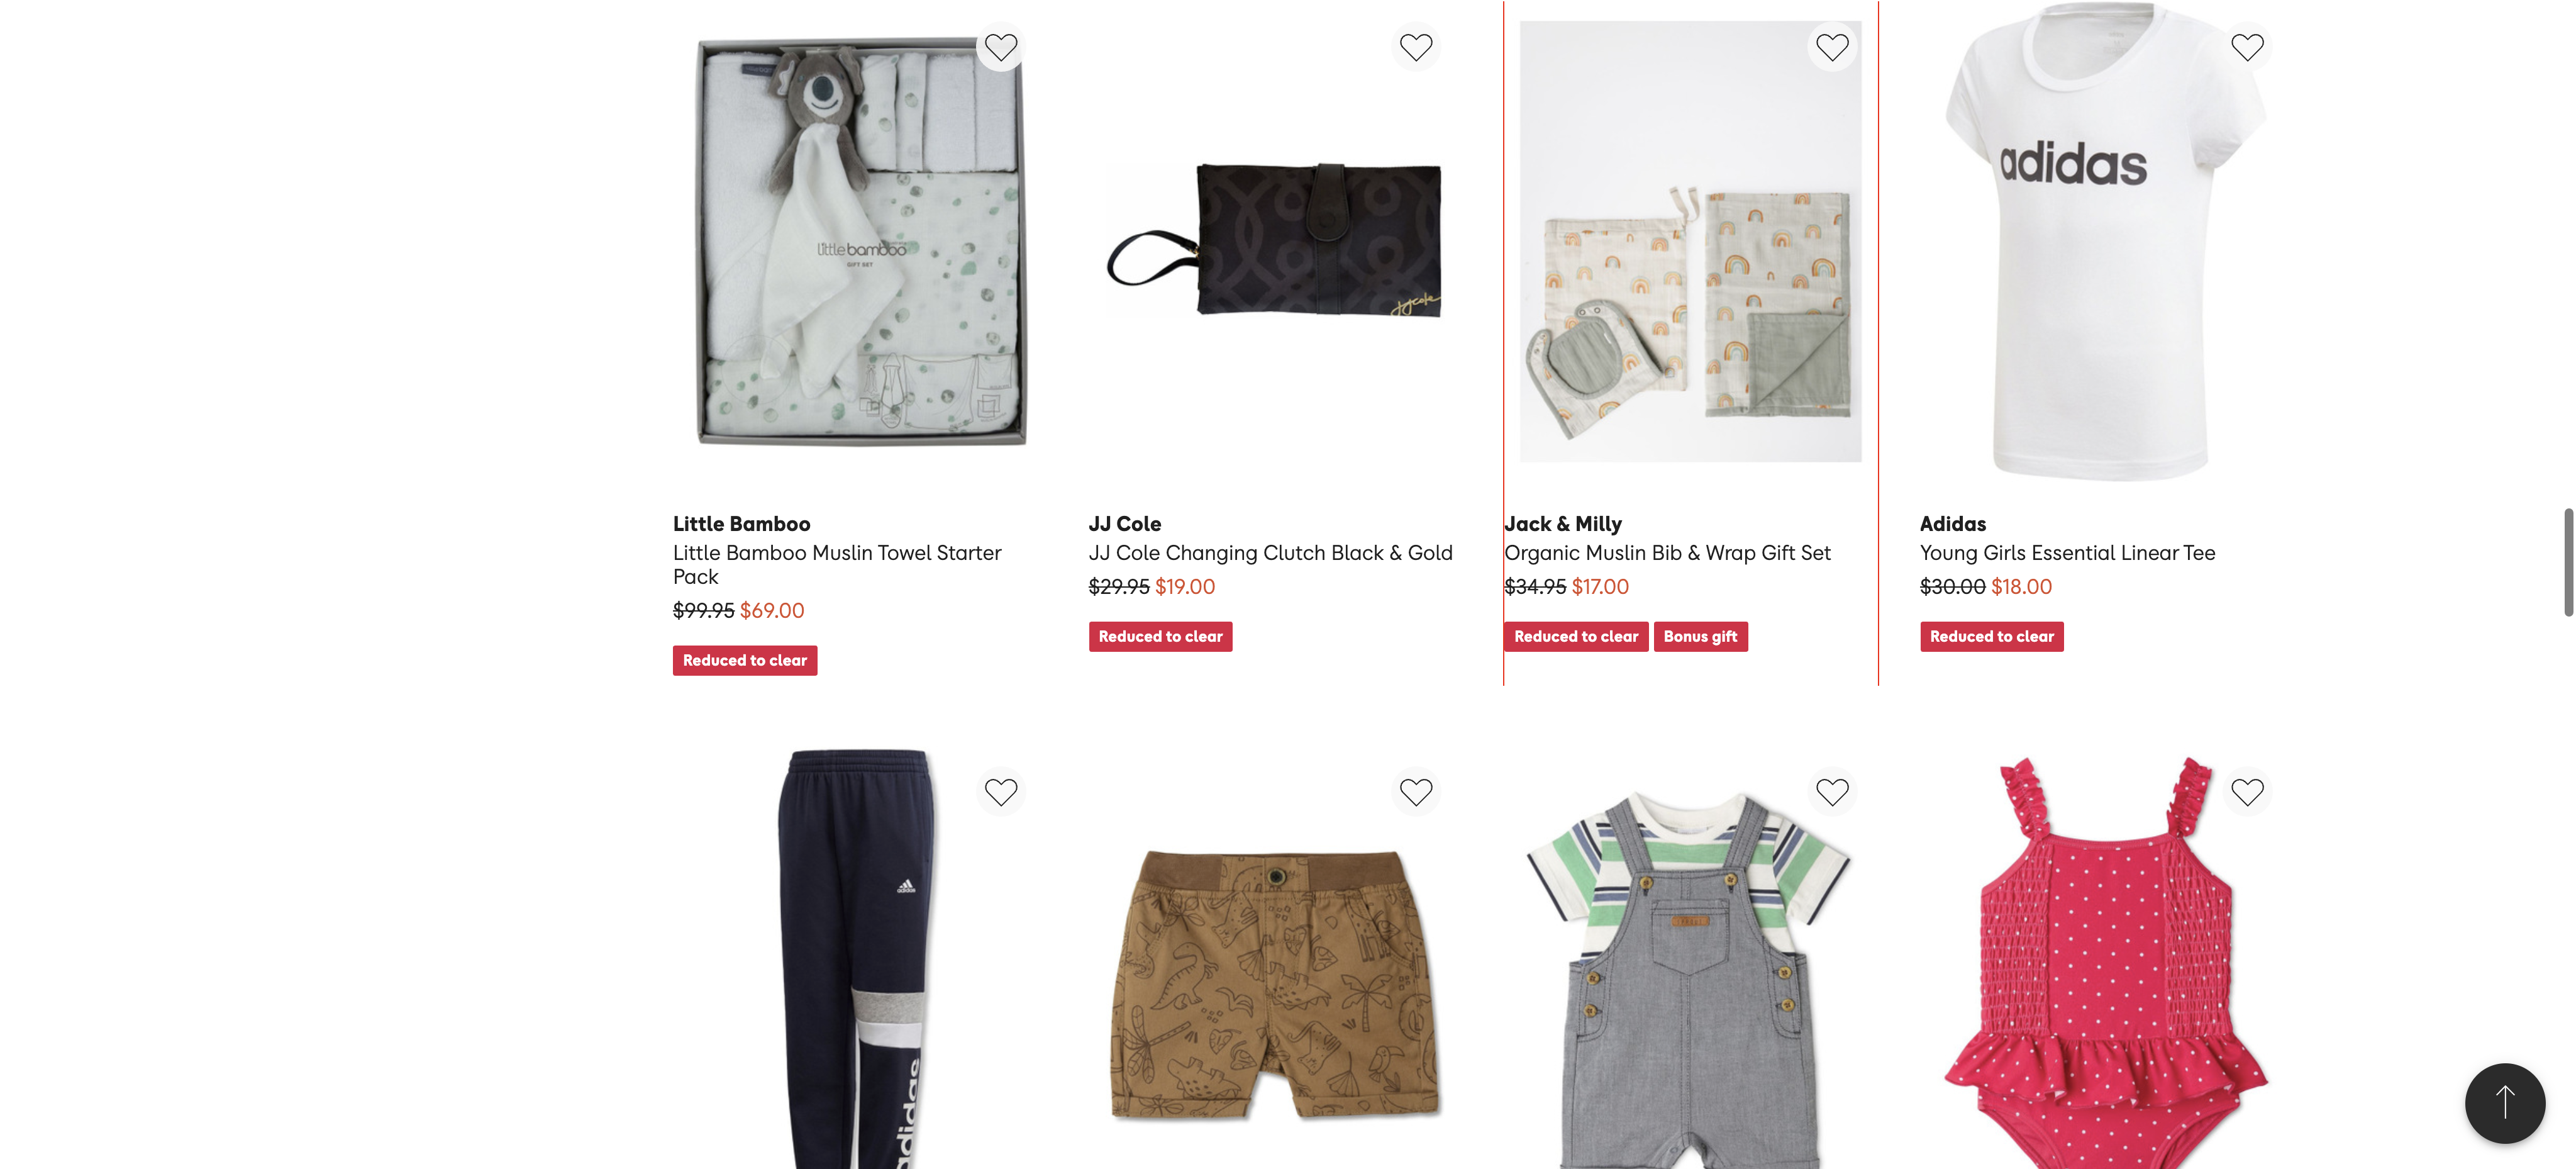 littlebamboo
GIFT SET
jjcole
adidas
Little Bamboo
Little Bamboo Muslin Towel Starter
Pack
$99.95 $69.00
Reduced to clear
JJ Cole
JJ Cole Changing Clutch Black & Gold
$29.95 $19.00
Reduced to clear
Jack & Milly
Organic Muslin Bib & Wrap Gift Set
$34.95 $17.00
Reduced to clear Bonus gift
Adidas
Young Girls Essential Linear Tee
$30.00 $18.00
Reduced to clear
adidas
adidas